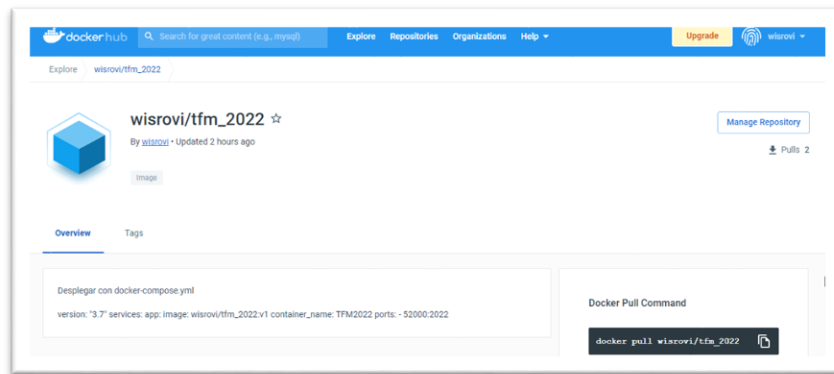 docker hub
Search for great content (e.g., mysql)
Explore Repositories Organizations Help
Upgrade
wisrovi
Explore wisrovi/tfm_2022
wisrovi/tfm_2022
By wisrovi • Updated 2 hours ago
Image
Manage Repository
Pulls 2
Overview Tags
Desplegar con docker-compose.yml
version: "3.7" services: app: image: wisrovi/tfm_2022:v1 container_name: TFM2022 ports: - 52000:2022
Docker Pull Command
docker pull wisrovi/tfm_2022